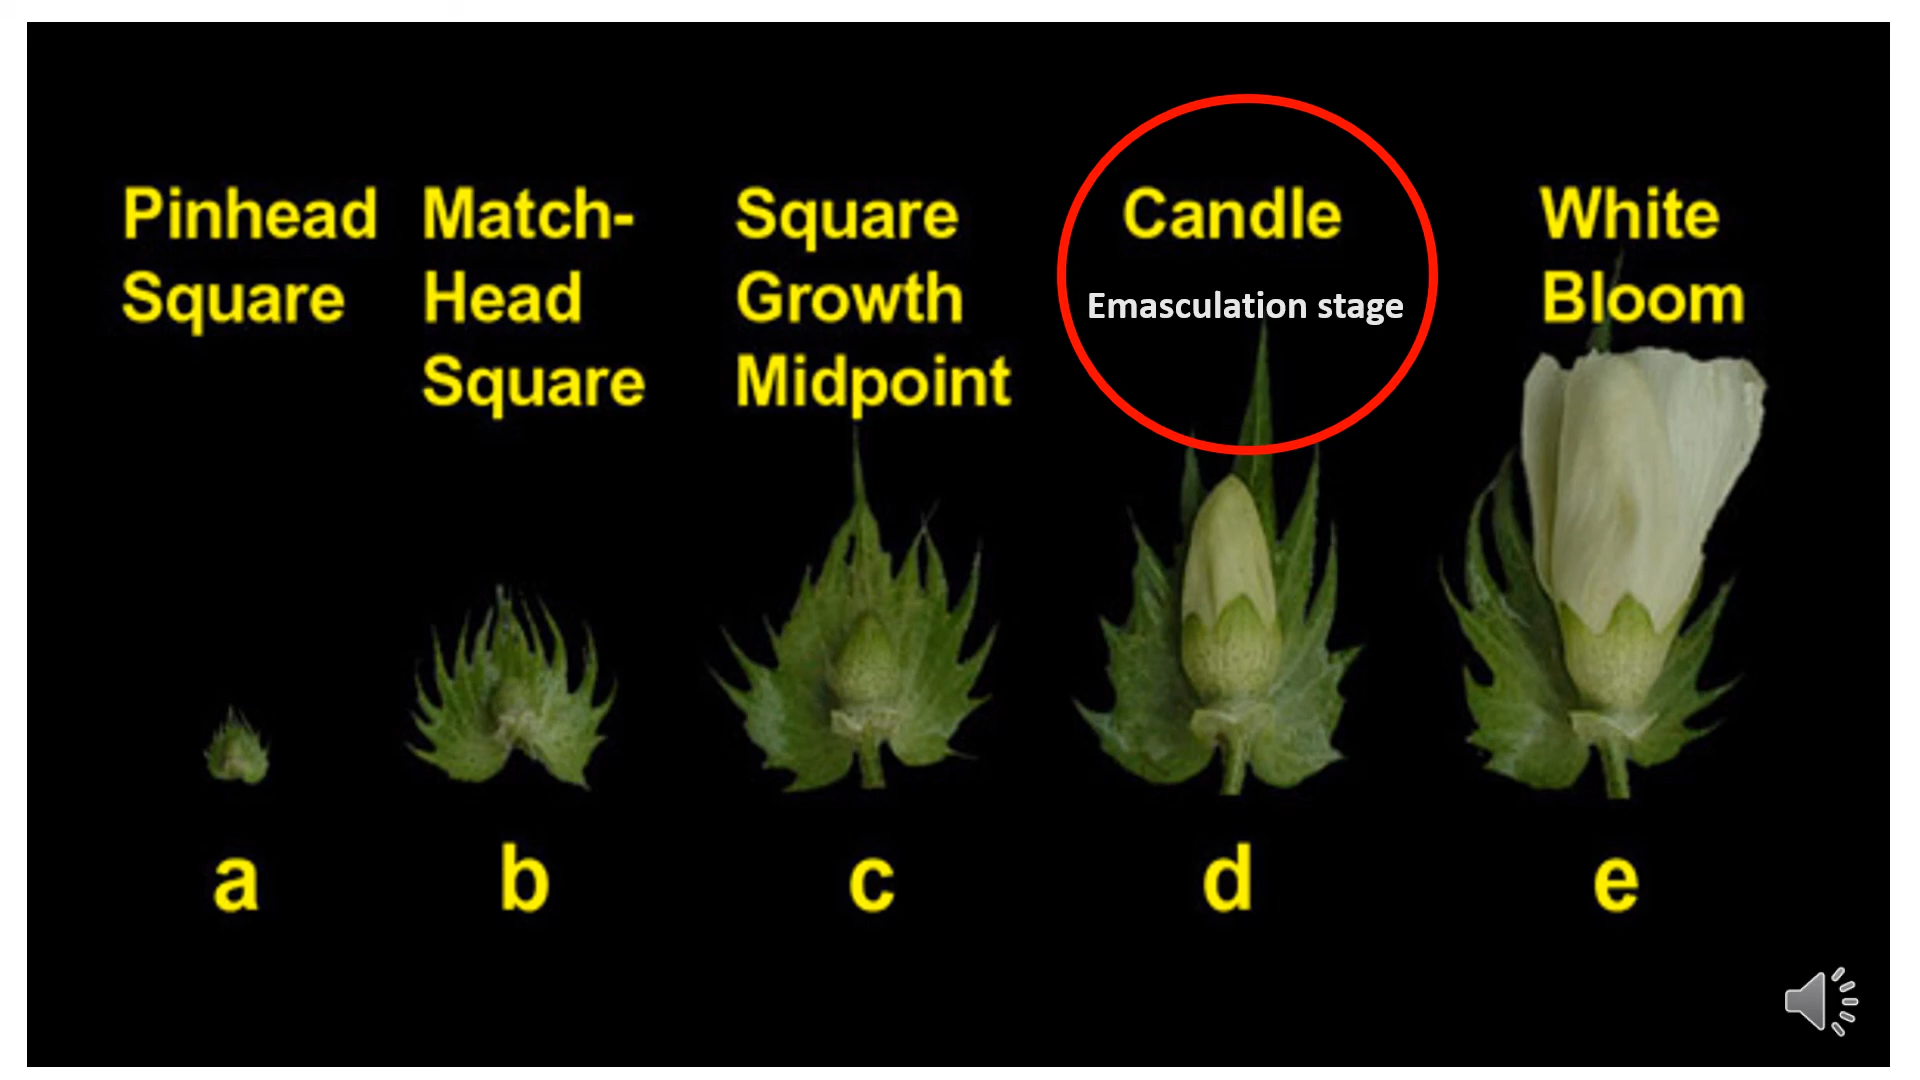 Pinhead
Square
Match-
Head
Square
Square
Growth
Midpoint
Candle
Emasculation stage
White
Bloom
a
b
c
d
e